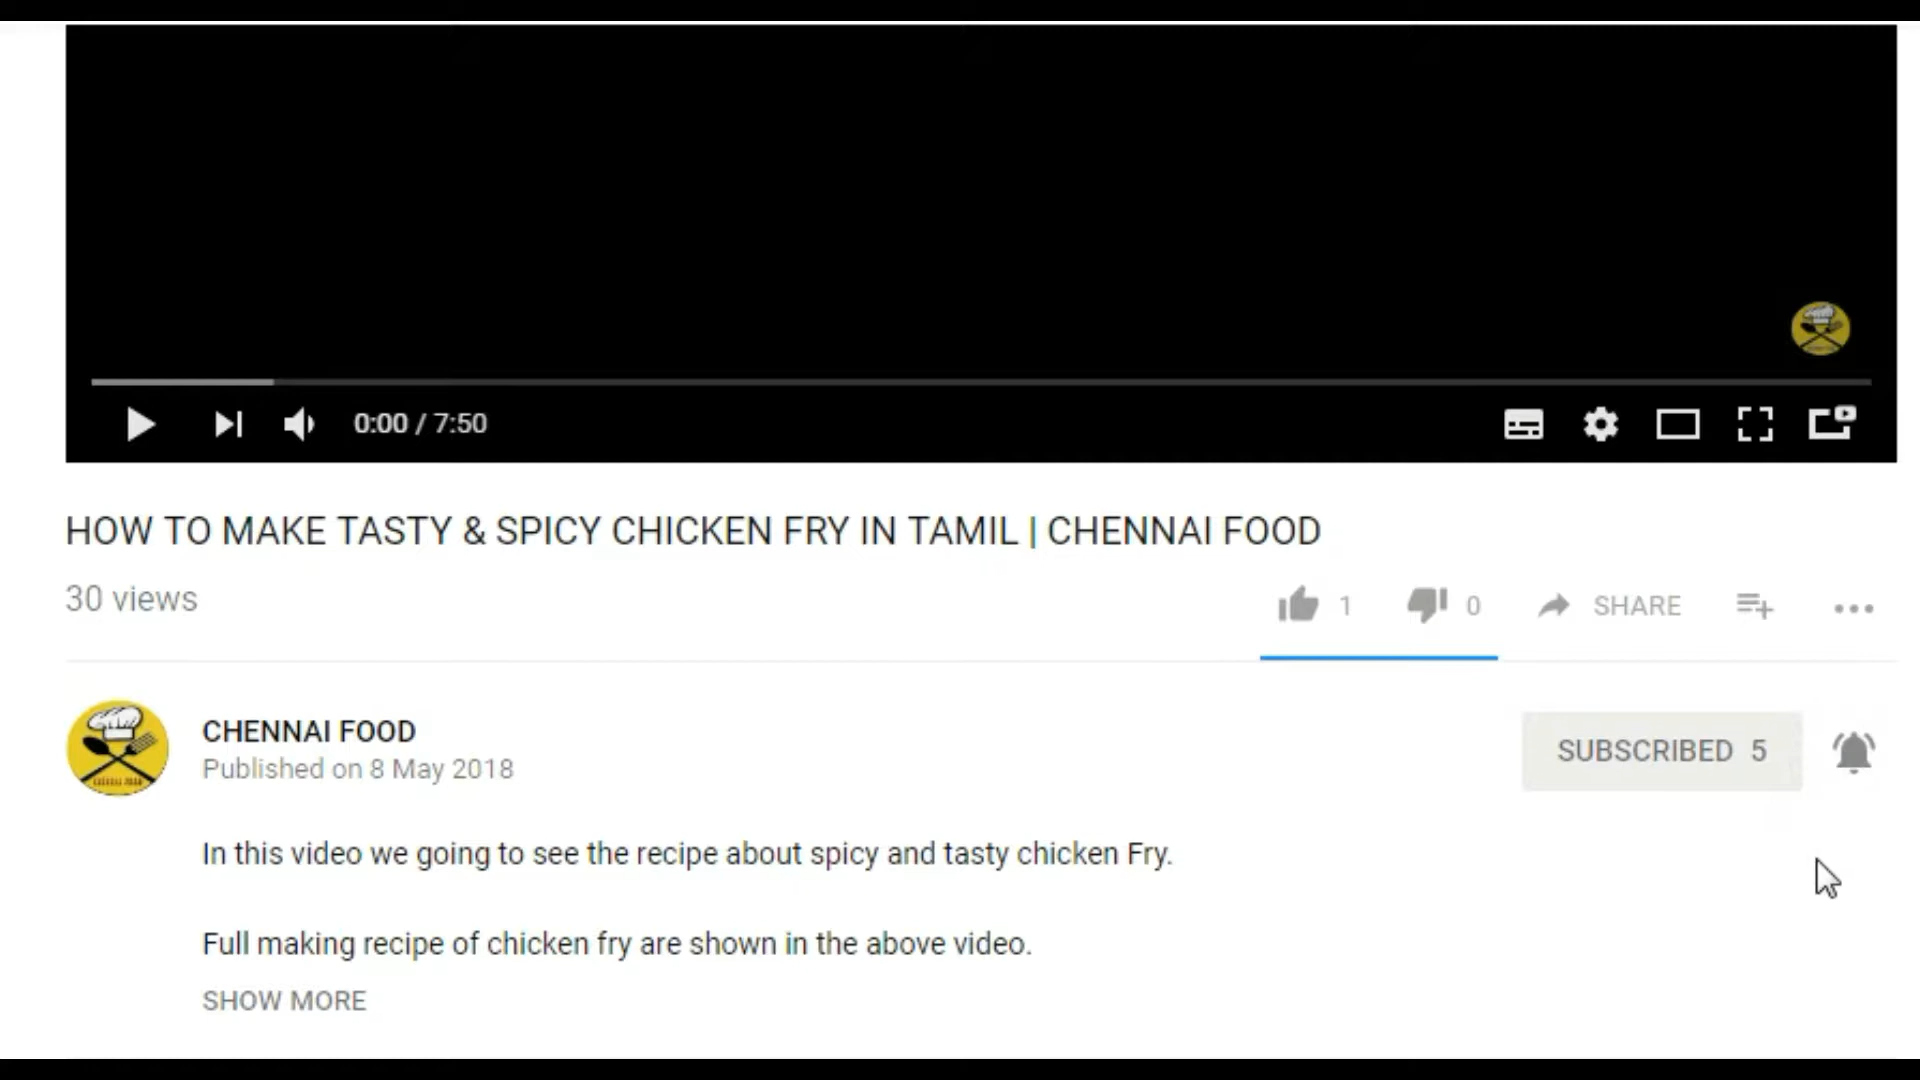 0:00 / 7:50
HOW TO MAKE TASTY & SPICY CHICKEN FRY IN TAMIL | CHENNAI FOOD
30 views
1 0 SHARE
CHENNAI FOOD
SUBSCRIBED 5
Published on 8 May 2018
In this video we going to see the recipe about spicy and tasty chicken Fry.
Full making recipe of chicken fry are shown in the above video.
SHOW MORE